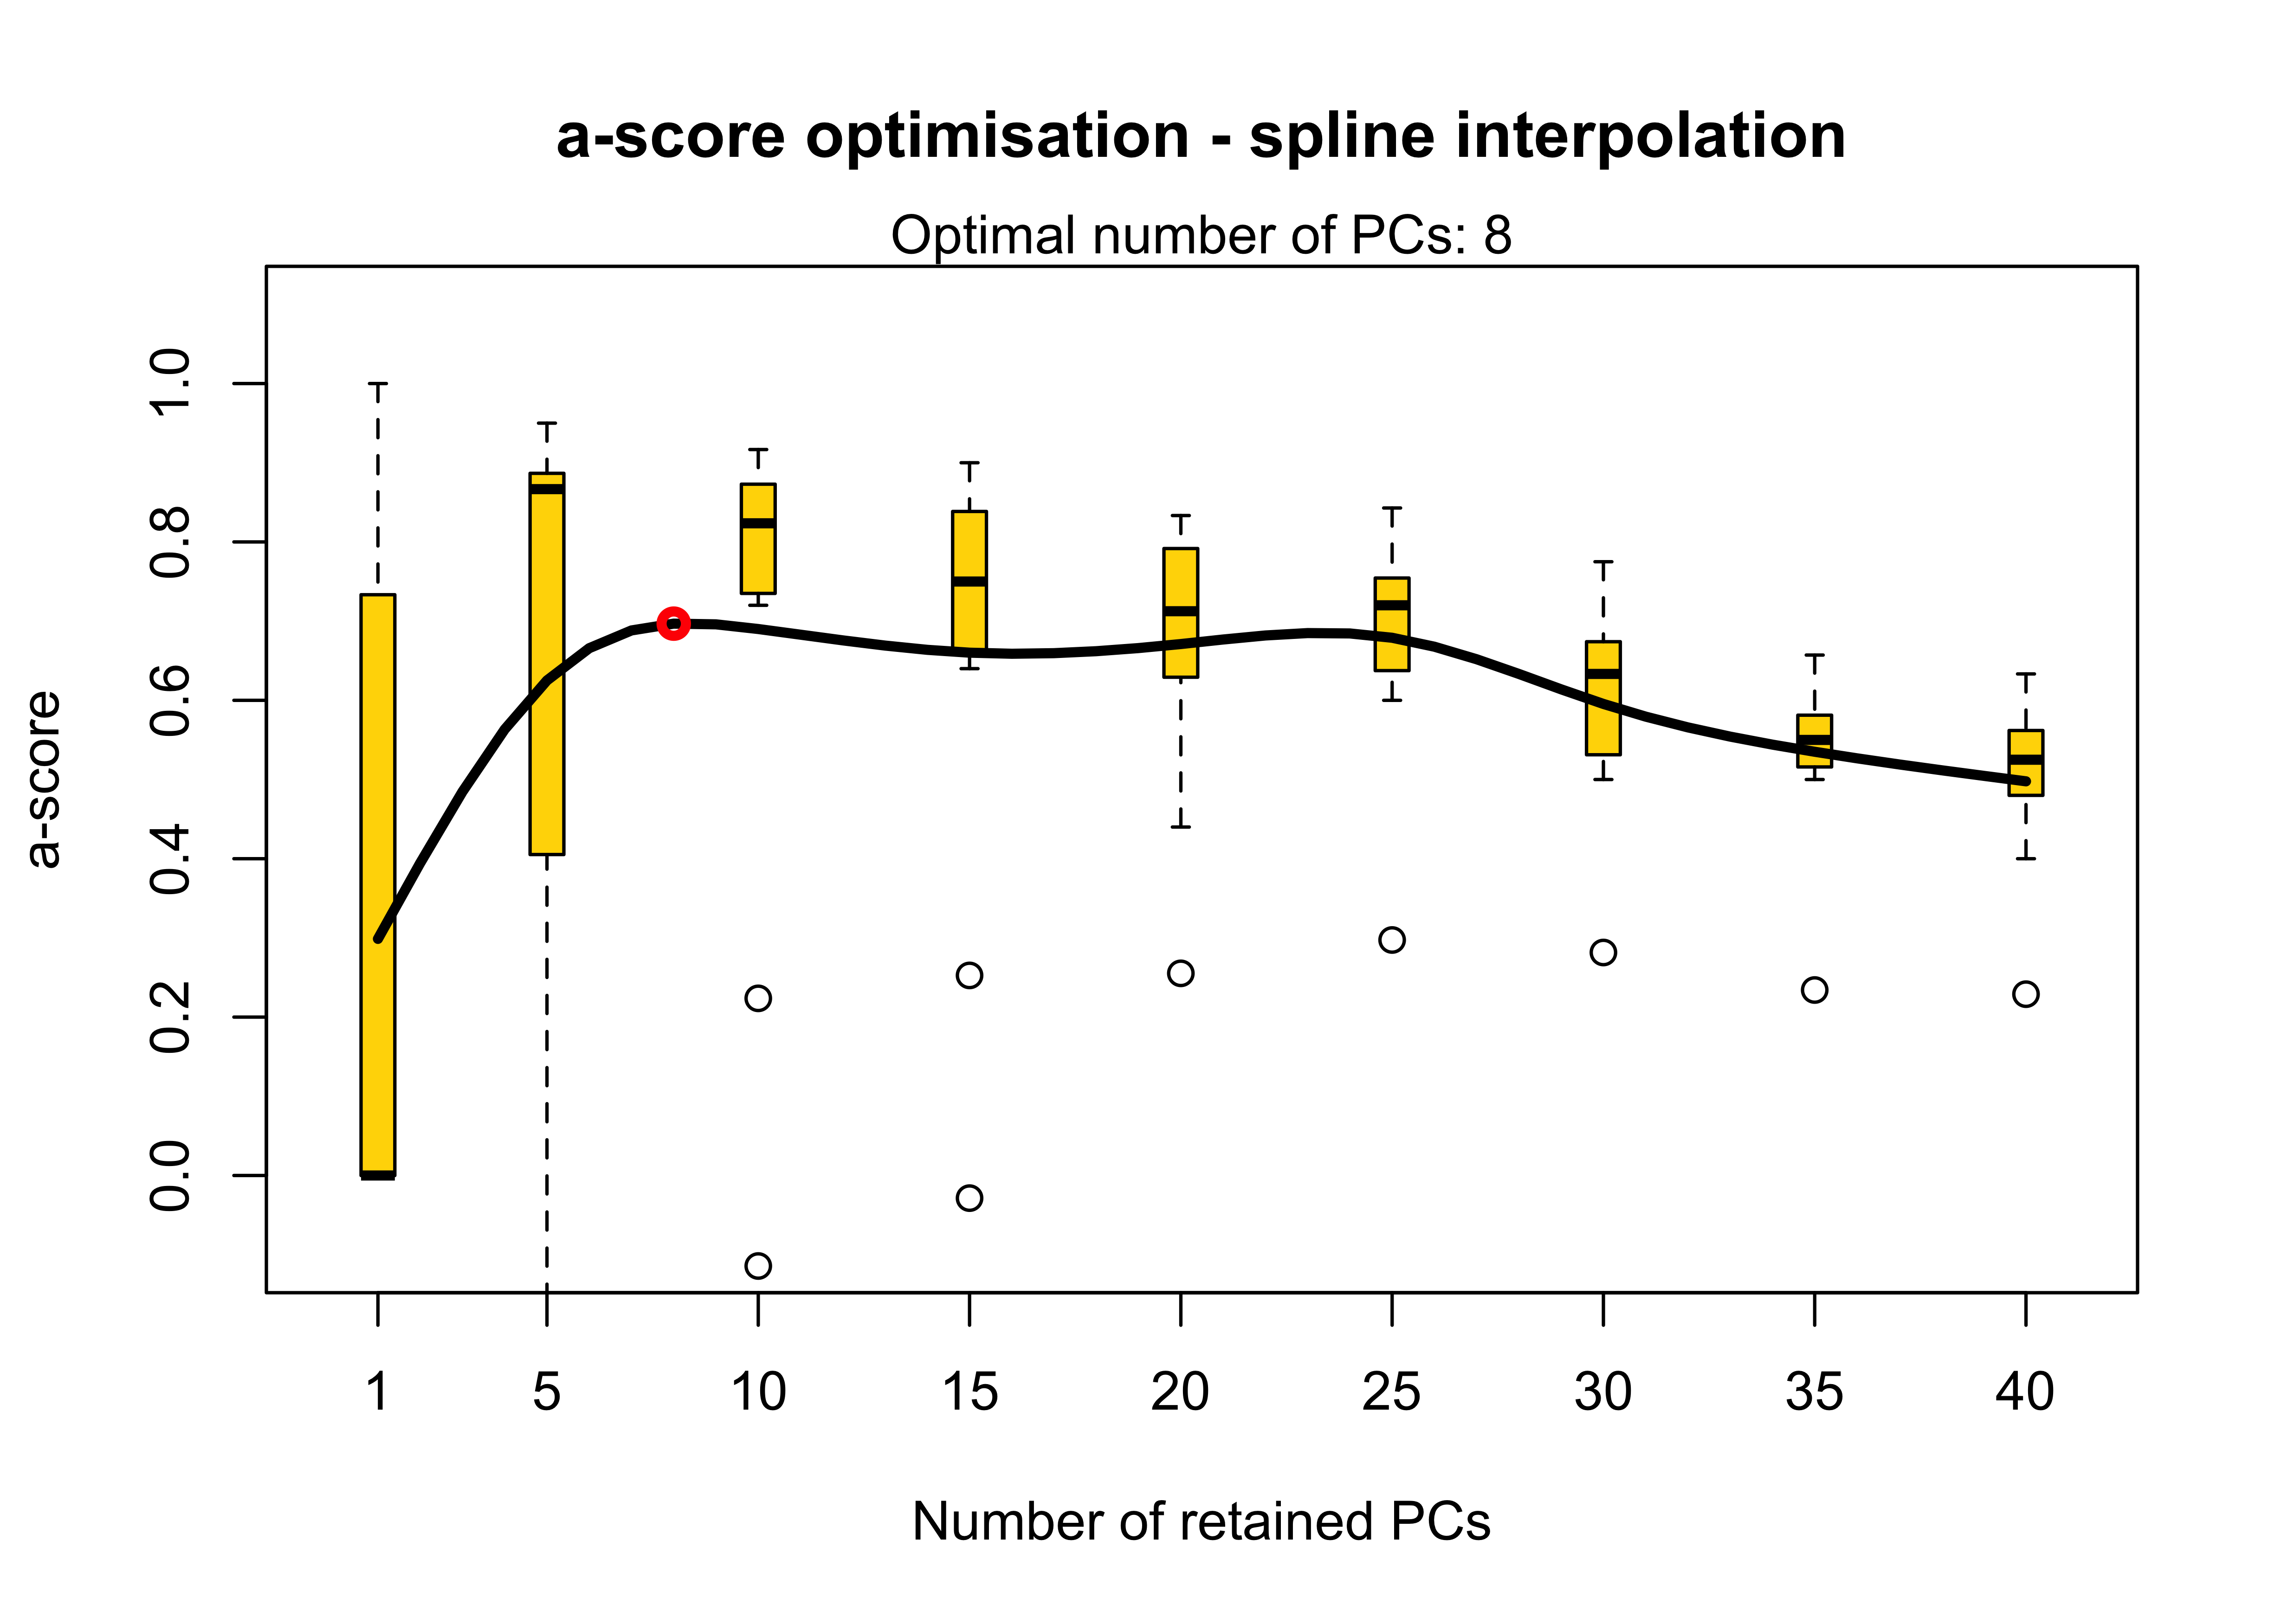 a-score optimisation - spline interpolation
Optimal number of PCs: 8
a-score
1.0
0.8
0.6
0.4
0.2
0.0
1 5 10 15 20 25 30 35 40
Number of retained PCs